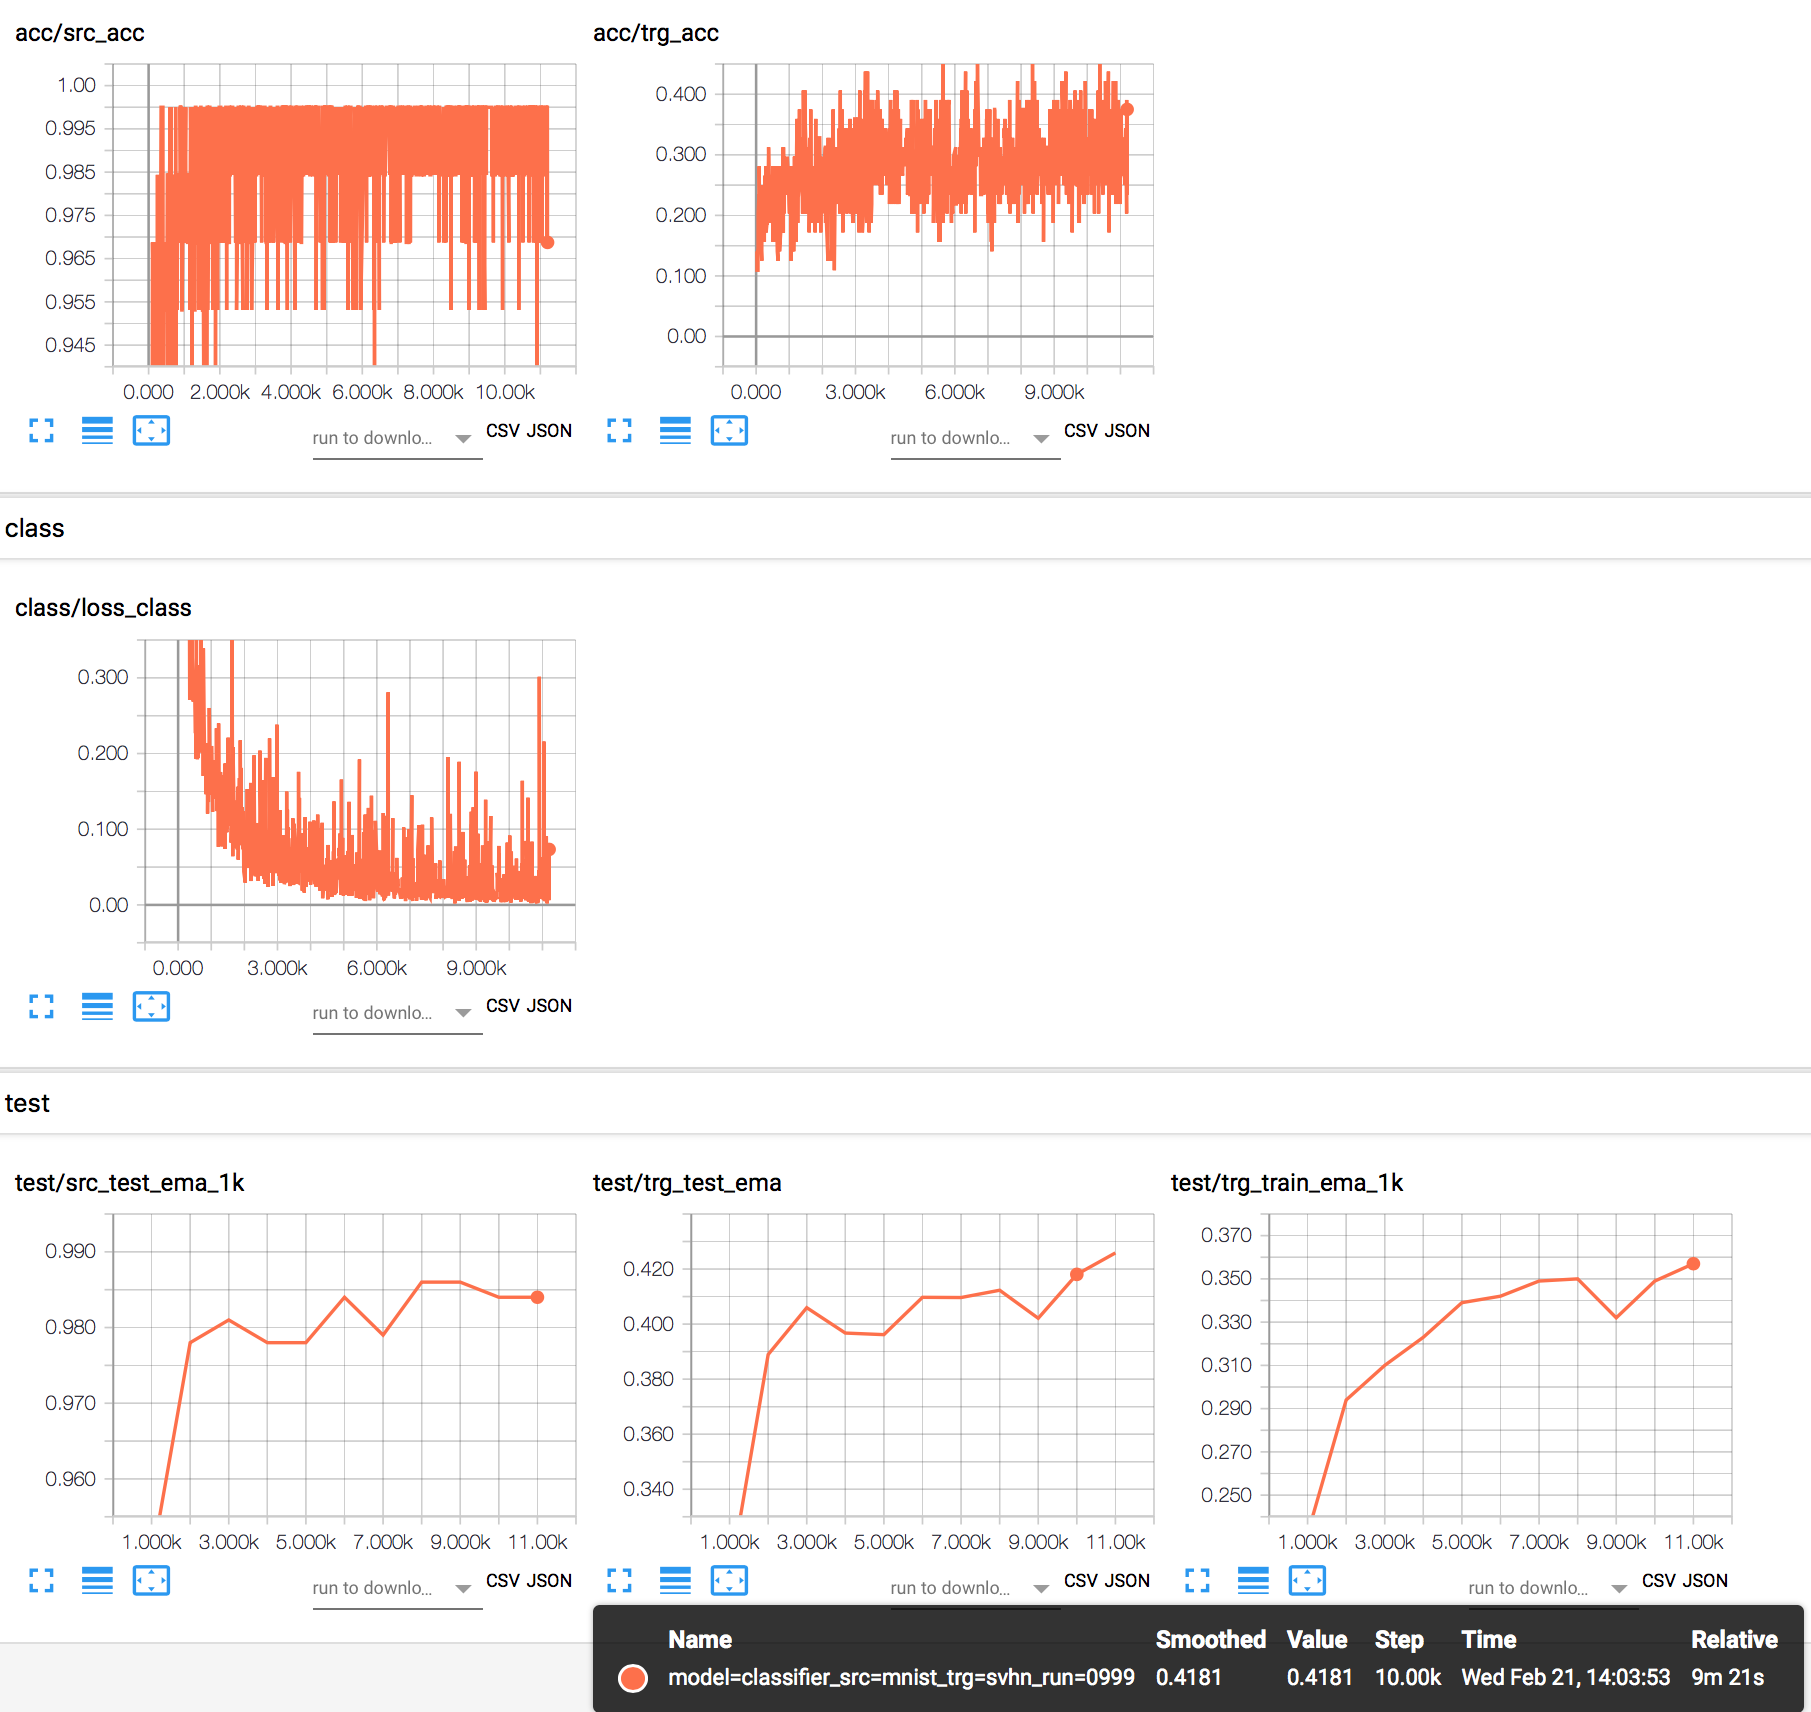 acc/src_acc
acc/trg_acc
1.00
0.995
0.985
0.975
0.965
0.955
0.945
0.000 2.000k 4.000k 6.000k 8.000k 10.00k
0.400
0.300
0.200
0.100
0.00
0.000 3.000k 6.000k 9.000k
run to downlo... CSV JSON
run to downlo... CSV JSON
class
class/loss_class
0.300
0.200
0.100
0.00
0.000 3.000k 6.000k 9.000k
run to downlo... CSV JSON
test
test/src_test_ema_1k
test/trg_test_ema
test/trg_train_ema_1k
0.990
0.980
0.970
0.960
1.000k 3.000k 5.000k 7.000k 9.000k 11.00k
0.420
0.400
0.380
0.360
0.340
1.000k 3.000k 5.000k 7.000k 9.000k 11.00k
0.370
0.350
0.330
0.310
0.290
0.270
0.250
1.000k 3.000k 5.000k 7.000k 9.000k 11.00k
run to downlo... CSV JSON
run to downlo... CSV JSON
run to downlo... CSV JSON
Name Smoothed Value Step Time Relative
model=classifier_src=mnist_trg=svhn_run=0999 0.4181 0.4181 10.00k Wed Feb 21, 14:03:53 9m 21s